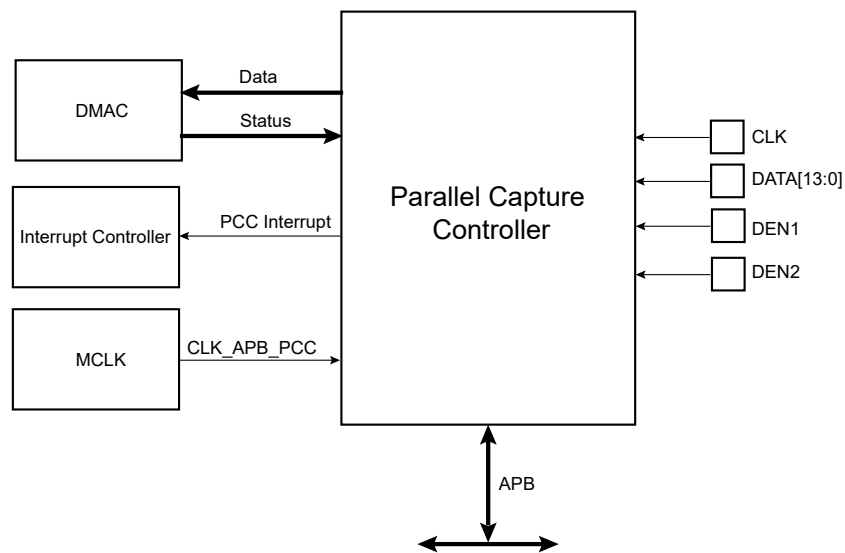 DMAC
Data
Status
Interrupt Controller
PCC Interrupt
MCLK
CLK_APB_PCC
Parallel Capture
Controller
CLK
DATA[13:0]
DEN1
DEN2
APB